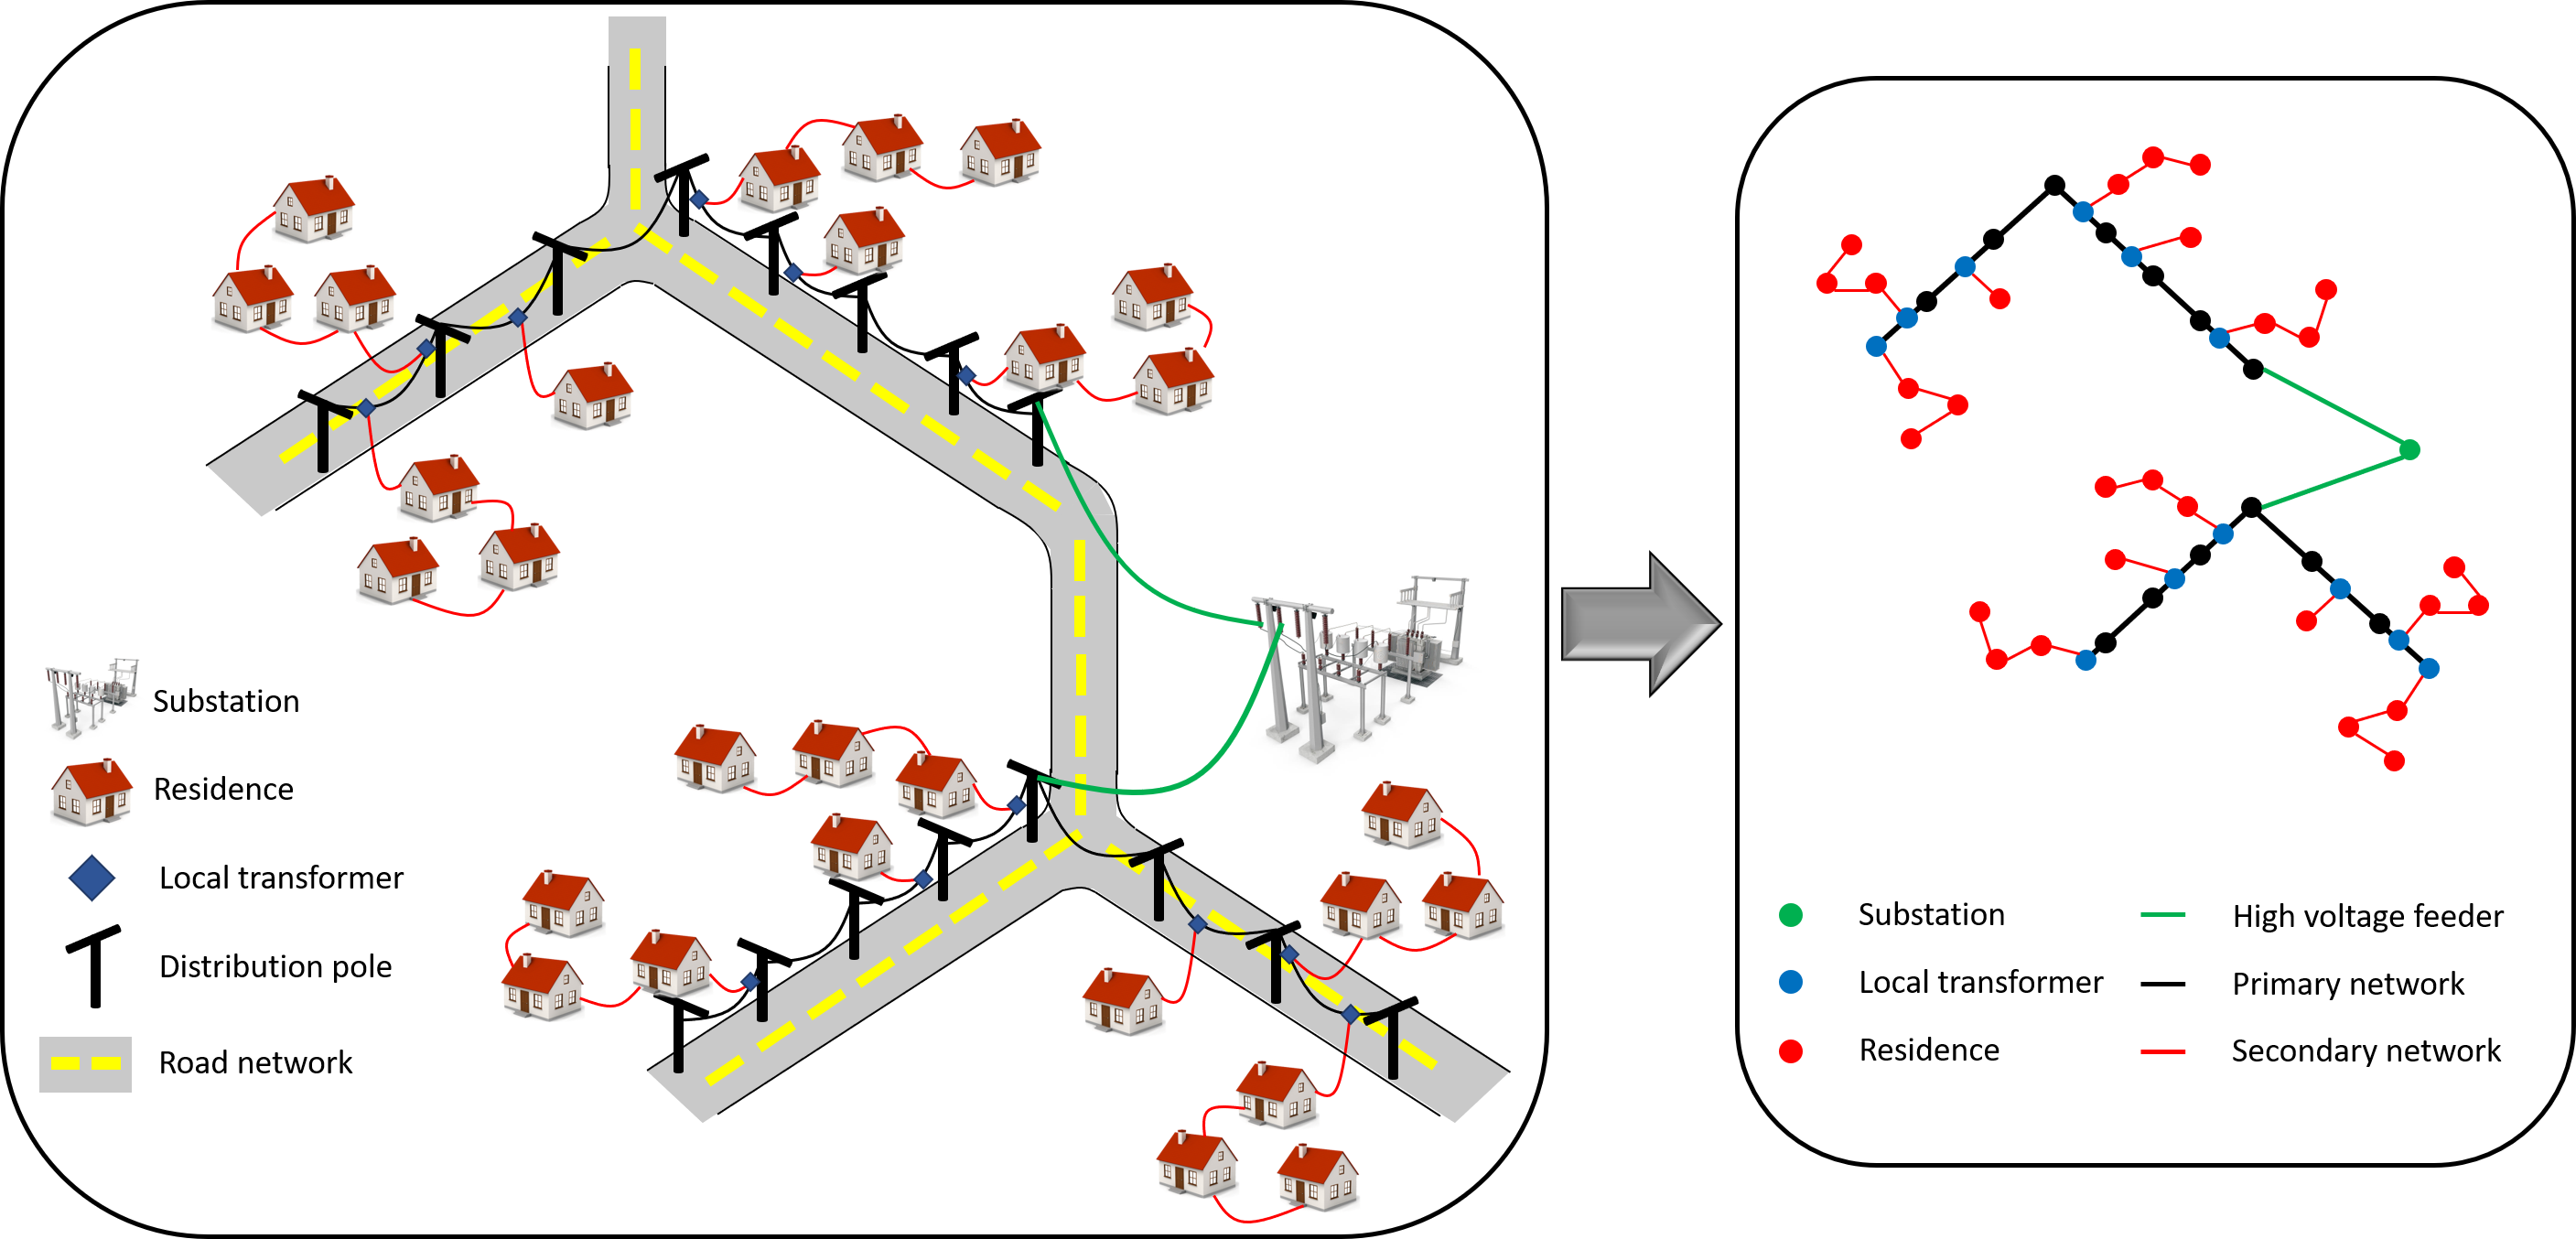 Substation
Residence
Local transformer
Distribution pole
Road network
Substation
High voltage feeder
Local transformer
Primary network
Residence
Secondary network